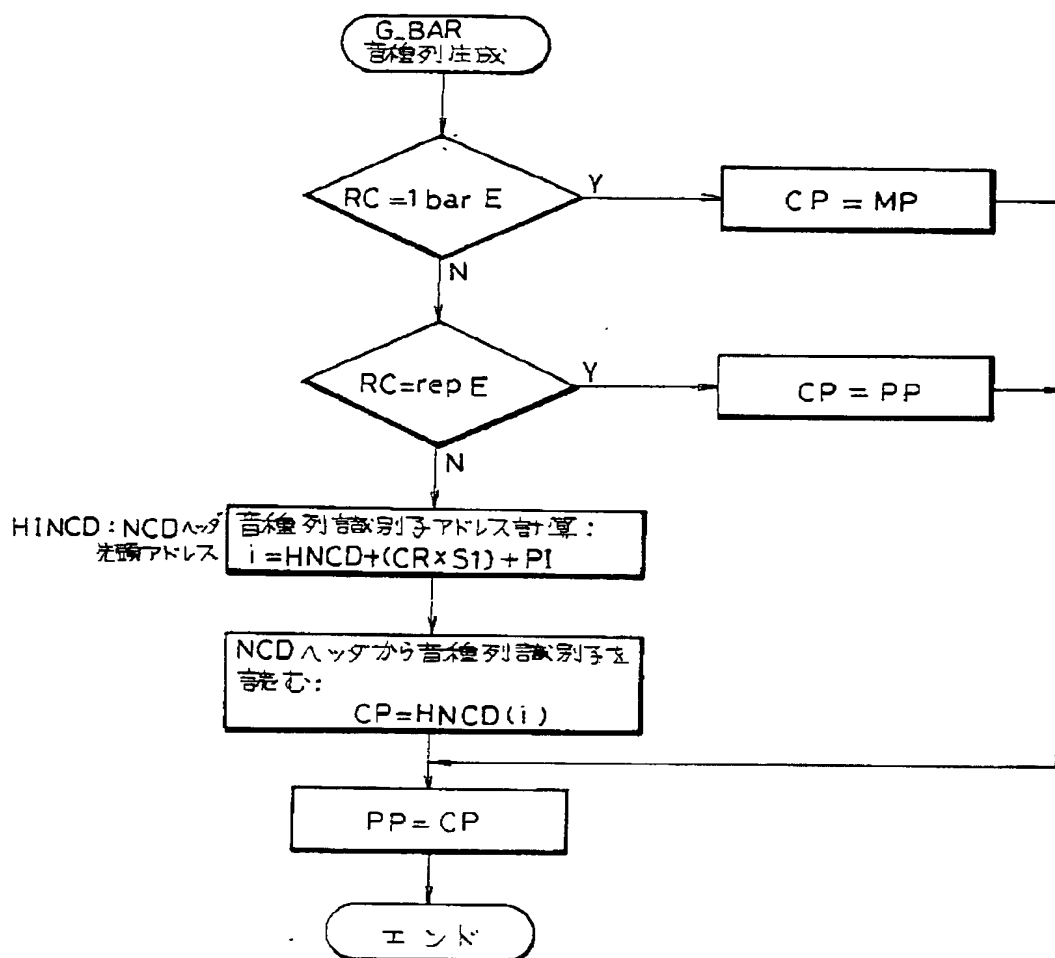 G_BAR
音種列生成
RC=1 bar E
Y
CP=MP
N
RC=rep E
Y
CP=PP
N
HINCD:NCDヘッダ
先頭アドレス
音種列識別子アドレス計算:
i=HNCD+(CR×S1)+PI
NCDヘッダから音種列識別子を
読む:
CP=HNCD(i)
PP=CP
エンド